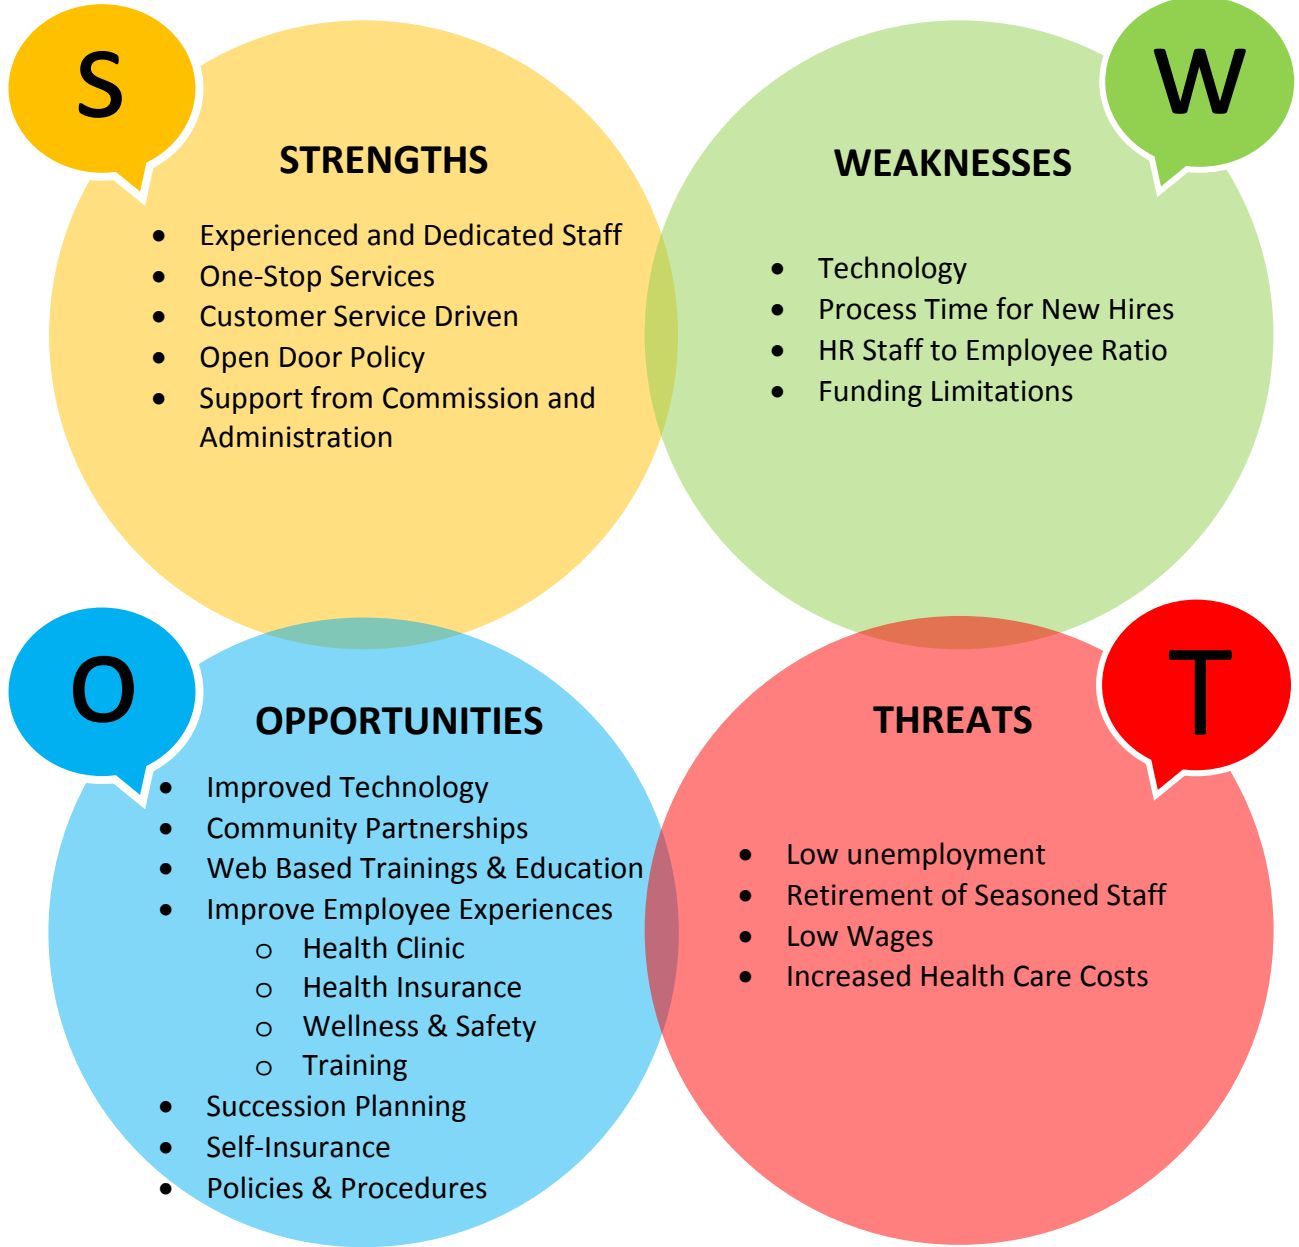 S
STRENGTHS
• Experienced and Dedicated Staff
• One-Stop Services
• Customer Service Driven
• Open Door Policy
• Support from Commission and
Administration
W
WEAKNESSES
• Technology
• Process Time for New Hires
• HR Staff to Employee Ratio
• Funding Limitations
O
OPPORTUNITIES
• Improved Technology
• Community Partnerships
• Web Based Trainings & Education
• Improve Employee Experiences
o Health Clinic
o Health Insurance
o Wellness & Safety
o Training
• Succession Planning
• Self-Insurance
• Policies & Procedures
T
THREATS
• Low unemployment
• Retirement of Seasoned Staff
• Low Wages
• Increased Health Care Costs